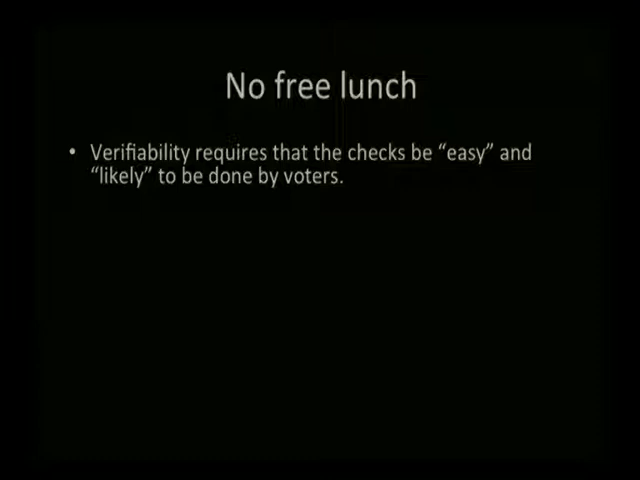 No free lunch
• Verifiability requires that the checks be “easy” and
“likely” to be done by voters.